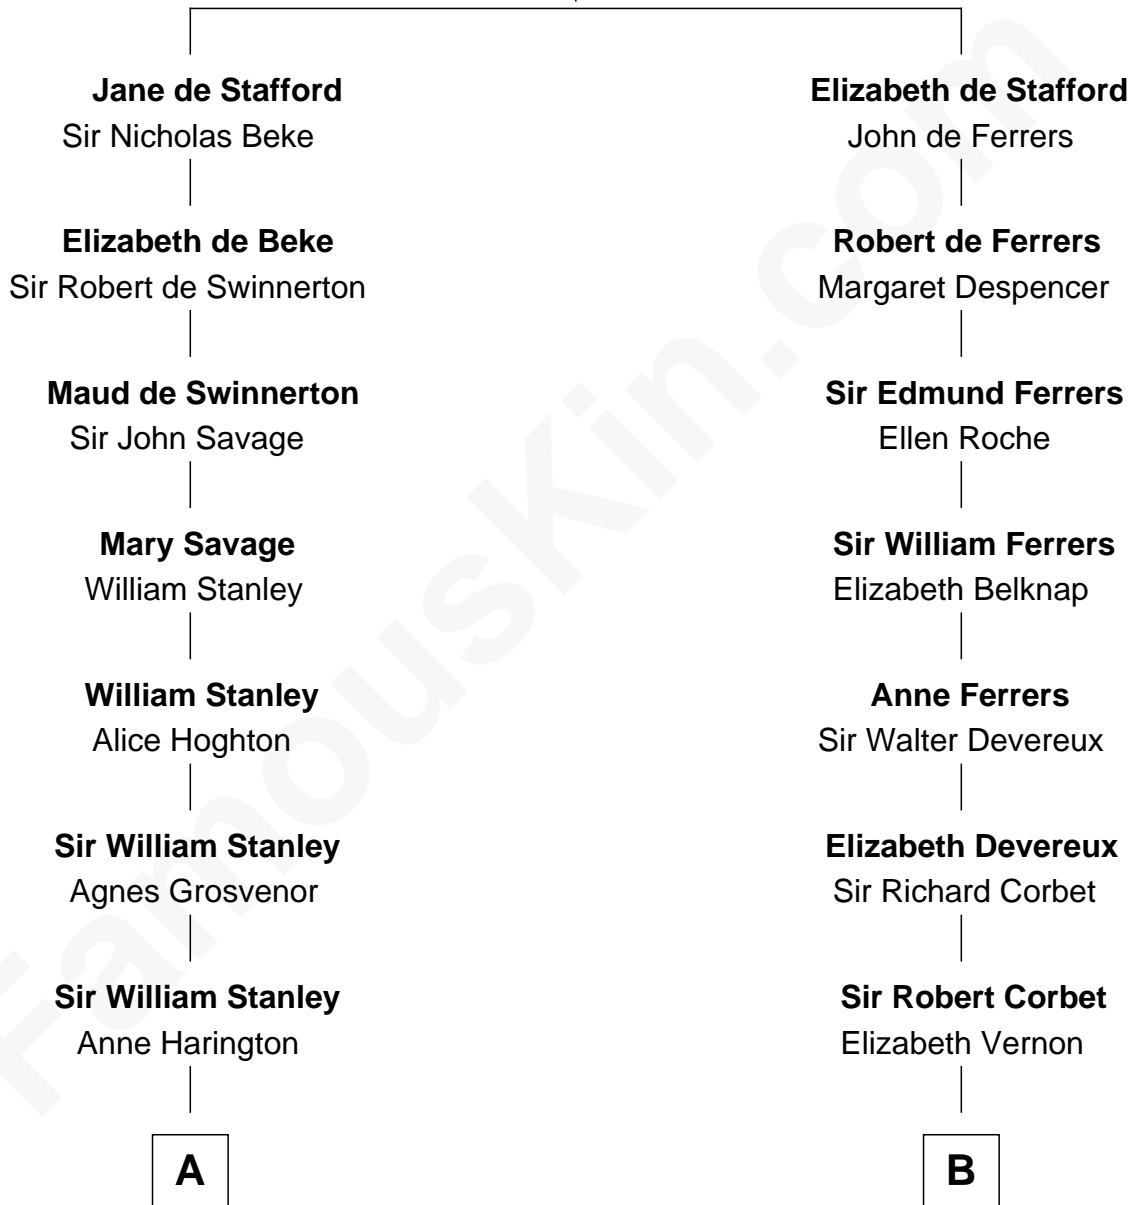 Jane de Stafford
Sir Nicholas Beke
Elizabeth de Beke
Sir Robert de Swinnerton
Maud de Swinnerton
Sir John Savage
Mary Savage
William Stanley
William Stanley
Alice Hoghton
Sir William Stanley
Agnes Grosvenor
Sir William Stanley
Anne Harington
A
Elizabeth de Stafford
John de Ferrers
Robert de Ferrers
Margaret Despencer
Sir Edmund Ferrers
Ellen Roche
Sir William Ferrers
Elizabeth Belknap
Anne Ferrers
Sir Walter Devereux
Elizabeth Devereux
Sir Richard Corbet
Sir Robert Corbet
Elizabeth Vernon
B
FamousKin.com